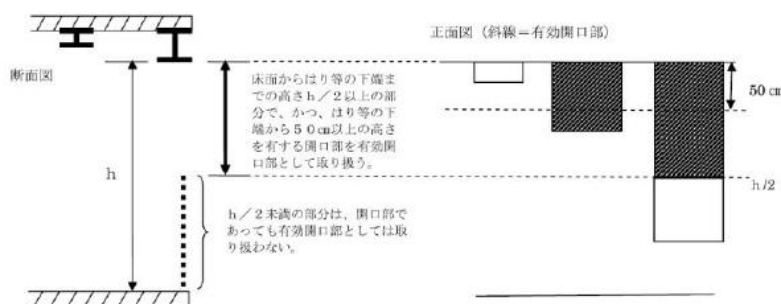 正面図(斜線=有効開口部)
断面図
床面からはり等の下端ま
での高さh/2以上の部
分で、かつ、はり等の下
端から50㎝以上の高さ
を有する開口部を有効開
口部として取り扱う。
50㎝
h
h/2
h/2未満の部分は、開口部で
あっても有効開口部としては取
り扱わない。